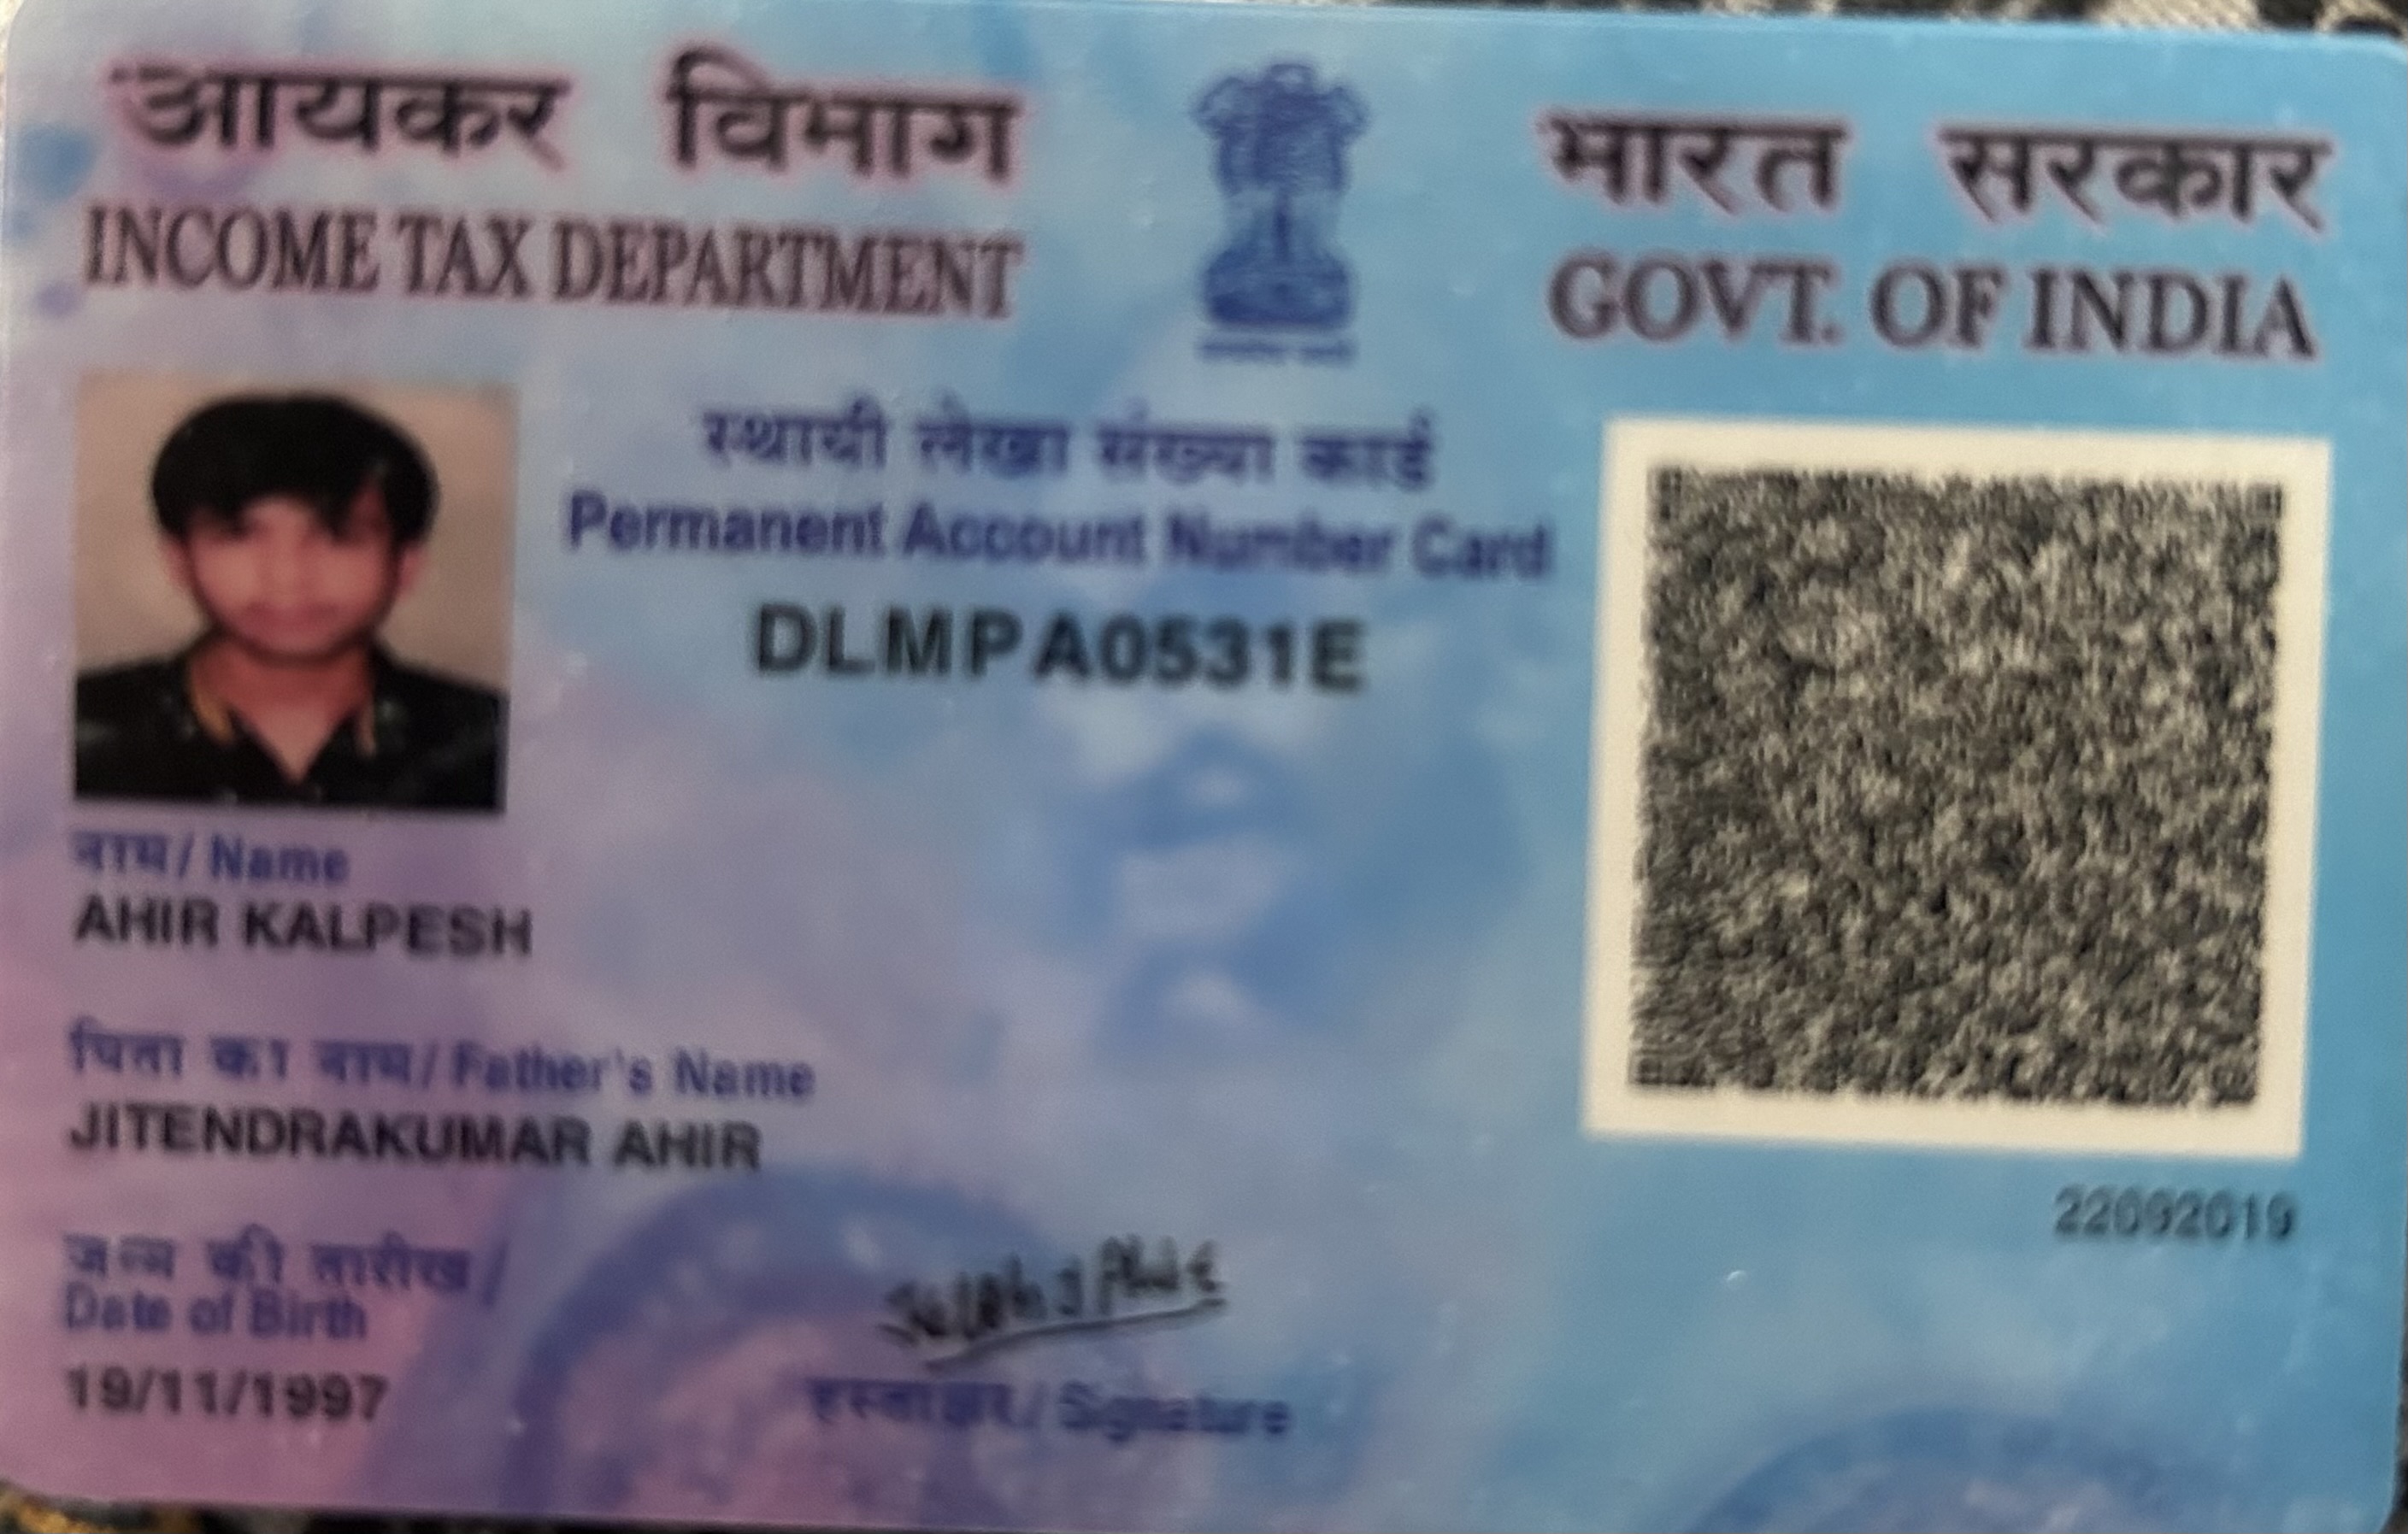 आयकर विभाग
INCOME TAX DEPARTMENT
भारत सरकार
GOVT. OF INDIA
स्थायी लेखा संख्या कार्ड
Permanent Account Number Card
DLMPA0531E
नाम / Name
AHIR KALPESH
पिता का नाम / Father's Name
JITENDRAKUMAR AHIR
जन्म की तारीख /
Date of Birth
19/11/1997
हस्ताक्षर / Signature
22092019